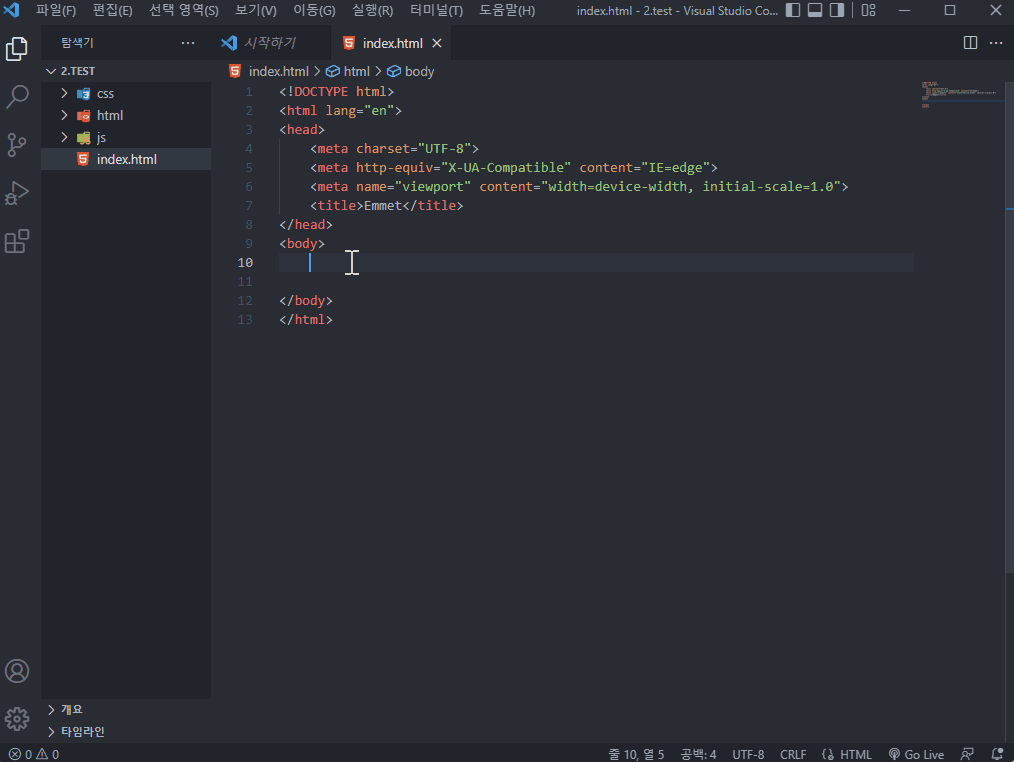 파일(F) 편집(E) 선택 영역(S) 보기(V) 이동(G) 실행(R) 터미널(T) 도움말(H) index.html - 2.test - Visual Studio Co...
탐색기 ··· 시작하기 index.html
2.TEST
css
html
js
index.html
index.html > html > body
1 <!DOCTYPE html>
2 <html lang="en">
3 <head>
4 <meta charset="UTF-8">
5 <meta http-equiv="X-UA-Compatible" content="IE=edge">
6 <meta name="viewport" content="width=device-width, initial-scale=1.0">
7 <title>Emmet</title>
8 </head>
9 <body>
10
11
12 </body>
13 </html>
개요
타임라인
0 0 줄 10, 열 5 공백: 4 UTF-8 CRLF HTML Go Live